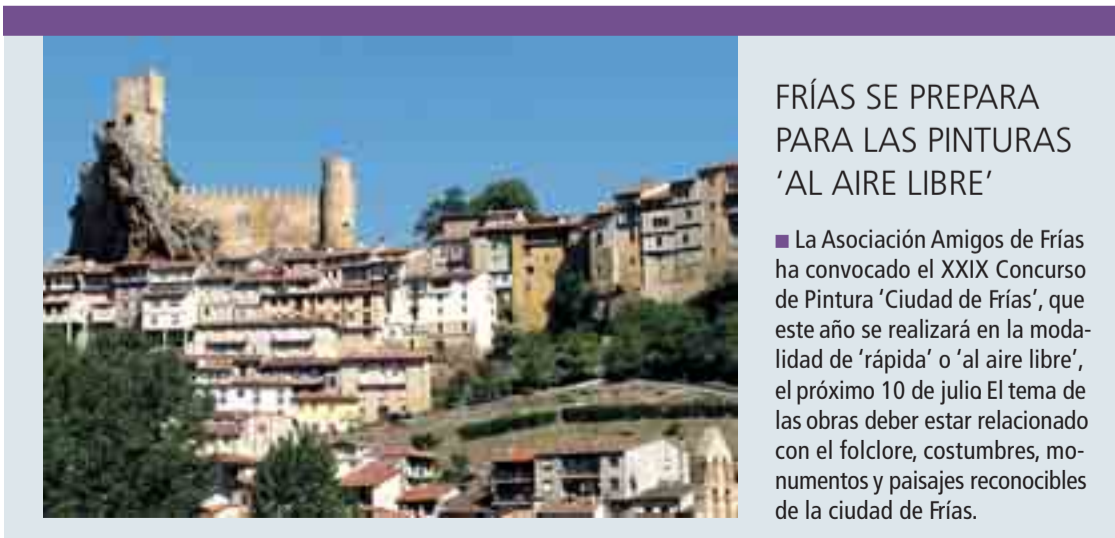 FRÍAS SE PREPARA
PARA LAS PINTURAS
‘AL AIRE LIBRE’
■ La Asociación Amigos de Frías
ha convocado el XXIX Concurso
de Pintura ‘Ciudad de Frías’, que
este año se realizará en la moda-
lidad de ‘rápida’ o ‘al aire libre’,
el próximo 10 de julio El tema de
las obras deber estar relacionado
con el folclore, costumbres, mo-
numentos y paisajes reconocibles
de la ciudad de Frías.